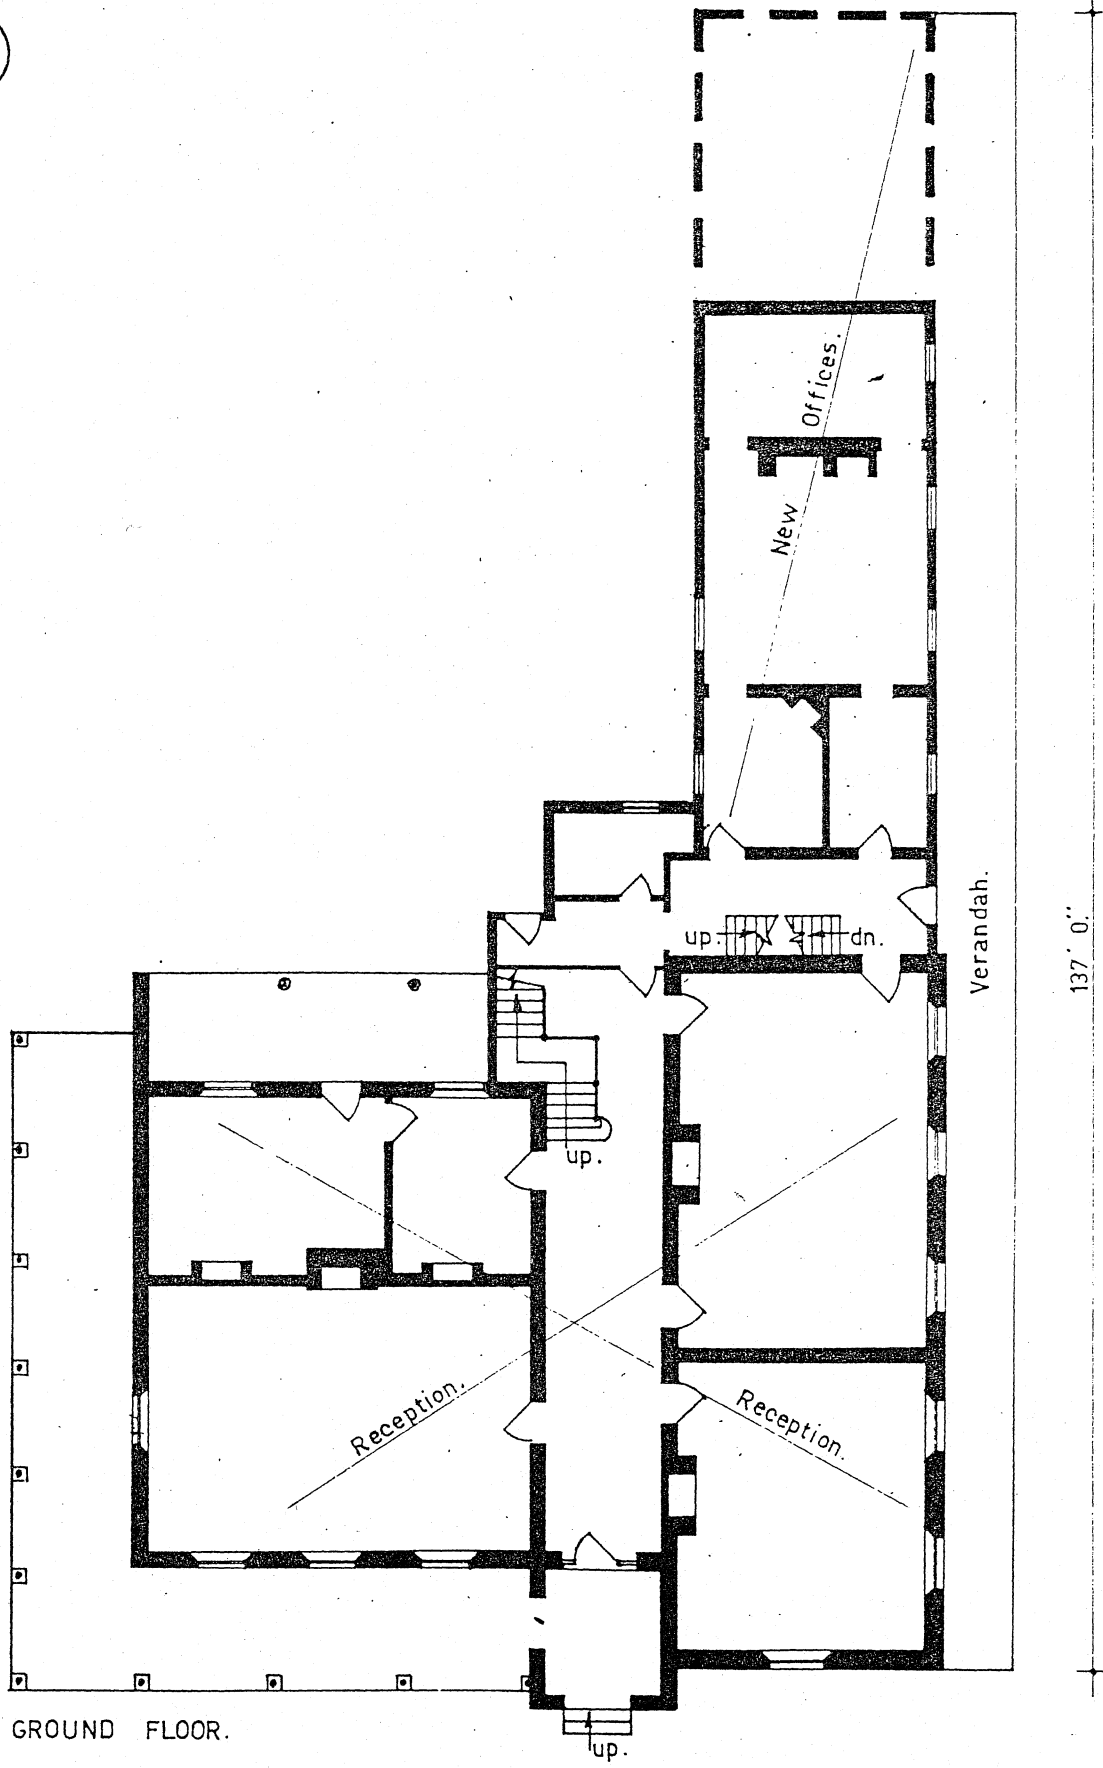 Offices.
New
up.
dn.
Verandah.
137' 0."
up.
Reception.
Reception.
GROUND FLOOR.
up.